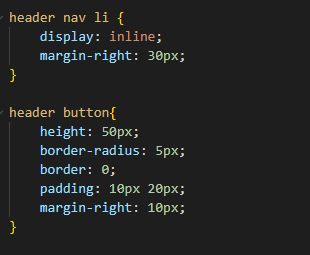 header nav li {
    display: inline;
    margin-right: 30px;
}

header button{
    height: 50px;
    border-radius: 5px;
    border: 0;
    padding: 10px 20px;
    margin-right: 10px;
}